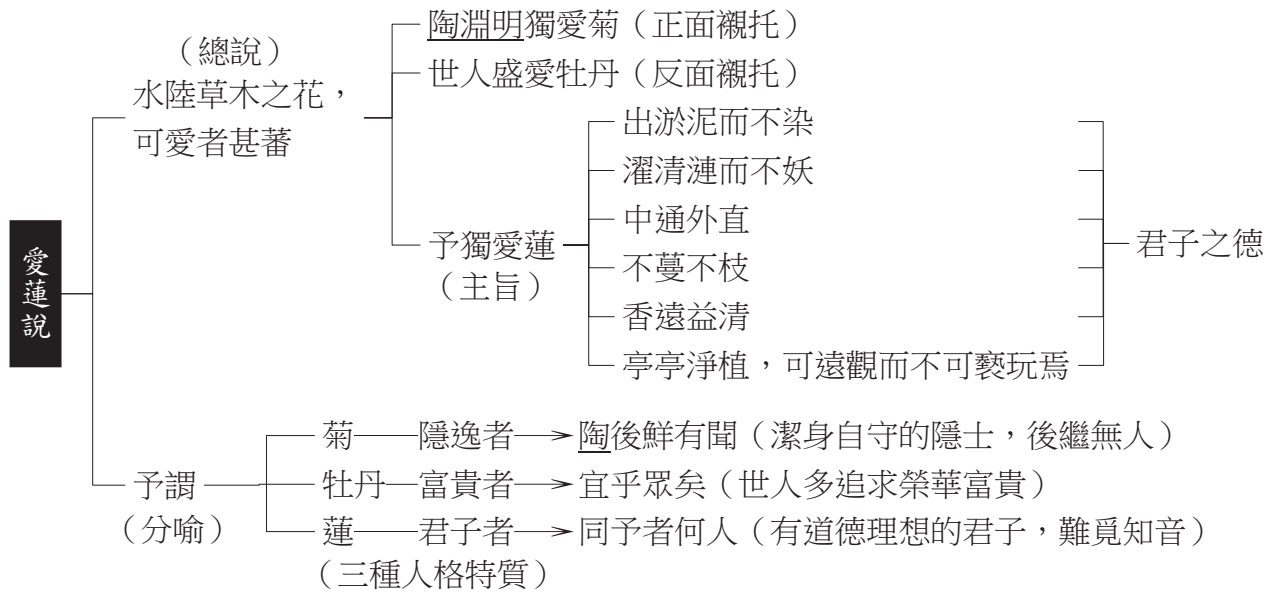 愛蓮說
（總說）
水陸草木之花，
可愛者甚蕃
陶淵明獨愛菊（正面襯托）
世人盛愛牡丹（反面襯托）
予獨愛蓮
（主旨）
出淤泥而不染
濯清漣而不妖
中通外直
不蔓不枝
香遠益清
亭亭淨植，可遠觀而不可褻玩焉
君子之德
予謂
（分喻）
菊 隱逸者 陶後鮮有聞（潔身自守的隱士，後繼無人）
牡丹 富貴者 宜乎眾矣（世人多追求榮華富貴）
蓮 君子者 同予者何人（有道德理想的君子，難覓知音）
（三種人格特質）